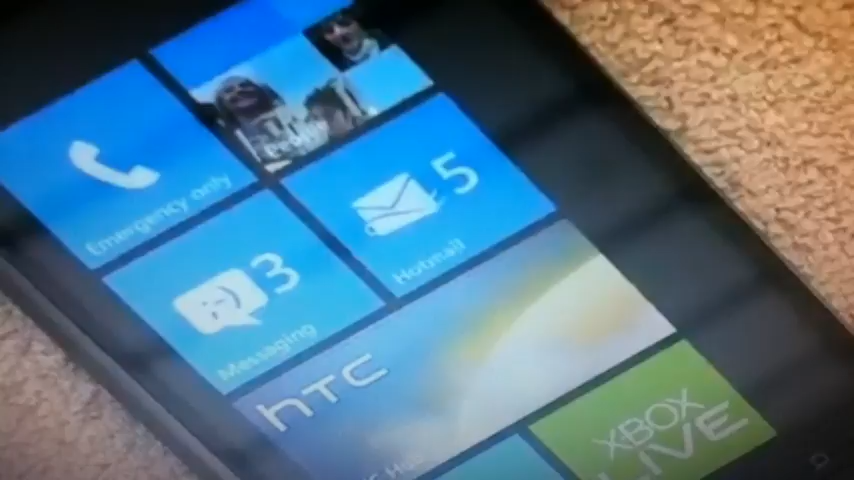 Emergency only
5
Hotmail
3
Messaging
hTC
XBOX
LIVE